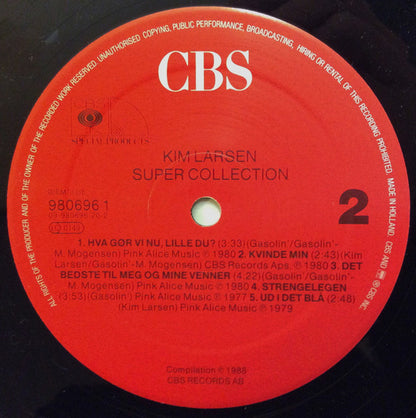 ALL RIGHTS OF THE PRODUCER AND OF THE OWNER OF THE RECORDED WORK RESERVED. UNAUTHORISED COPYING, PUBLIC PERFORMANCE, BROADCASTING, HIRING OR RENTAL OF THIS RECORDING PROHIBITED. MADE IN HOLLAND. CBS AND ARE CBS INC.
CBS
SPECIAL PRODUCTS
KIM LARSEN
SUPER COLLECTION
980696 1
2
1. HVA GØR VI NU, LILLE DU? (3:33) (Gasolin'/Gasolin'-
M. Mogensen) Pink Alice Music ℗ 1980 2. KVINDE MIN (2:43) (Kim
Larsen/Gasolin'-M. Mogensen) CBS Records Aps. ℗ 1980 3. DET
BEDSTE TIL MEG OG MINE VENNER (4.22) (Gasolin'/Gasolin'-
M. Mogensen) Pink Alice Music ℗ 1980 4. STRENGELEGEN
(3:53) (Gasolin') Pink Alice Music ℗ 1977 5. UD I DET BLÅ (2:48)
(Kim Larsen) Pink Alice Music ℗ 1979
Compilation ℗ 1988
CBS RECORDS AB